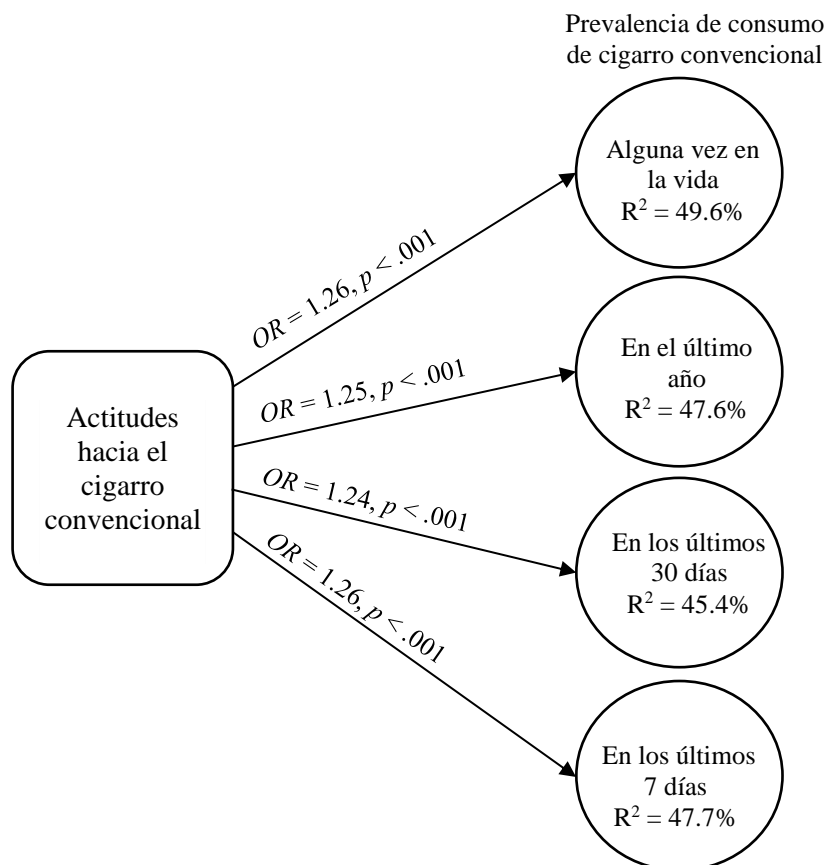 Prevalencia de consumo
de cigarro convencional
Alguna vez en
la vida
R² = 49.6%
OR = 1.26, p < .001
En el último
año
R² = 47.6%
OR = 1.25, p < .001
Actitudes
hacia el
cigarro
convencional
OR = 1.24, p < .001
En los últimos
30 días
R² = 45.4%
OR = 1.26, p < .001
En los últimos
7 días
R² = 47.7%